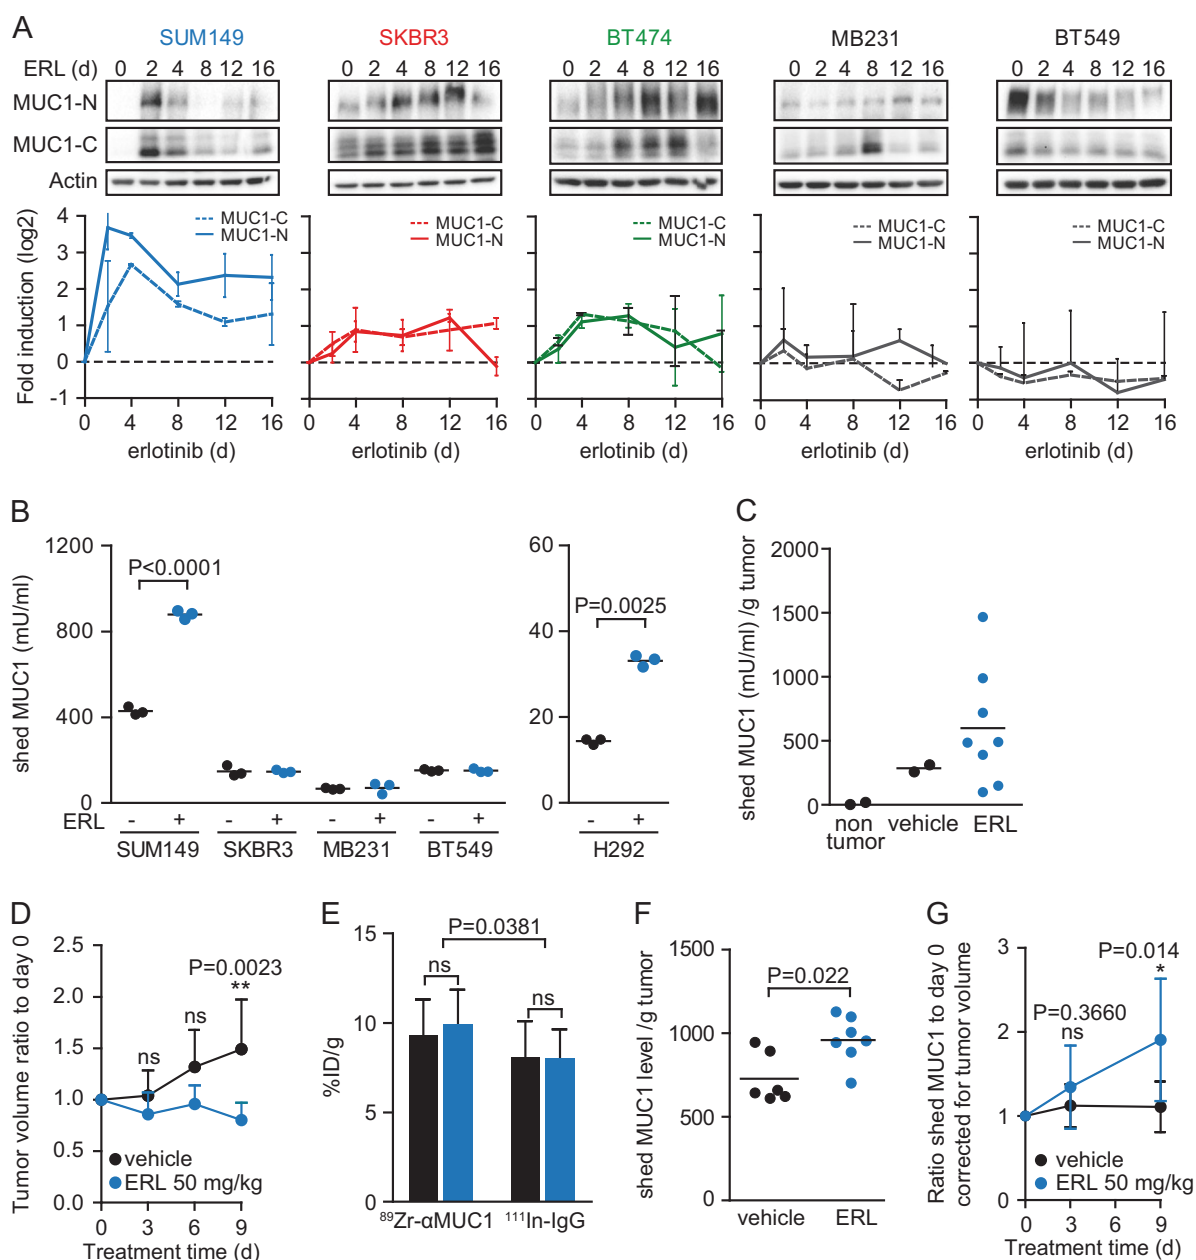 A
SUM149 SKBR3 BT474 MB231 BT549
ERL (d) 0 2 4 8 12 16 0 2 4 8 12 16 0 2 4 8 12 16 0 2 4 8 12 16 0 2 4 8 12 16
MUC1-N
MUC1-C
Actin
Fold induction (log2)
4
3
2
1
0
-1
MUC1-C MUC1-C MUC1-C MUC1-C MUC1-C
MUC1-N MUC1-N MUC1-N MUC1-N MUC1-N
0 4 8 12 16 0 4 8 12 16 0 4 8 12 16 0 4 8 12 16 0 4 8 12 16
erlotinib (d) erlotinib (d) erlotinib (d) erlotinib (d) erlotinib (d)
B
shed MUC1 (mU/ml)
1200
800
400
0
P<0.0001
ERL - + - + - + - +
SUM149 SKBR3 MB231 BT549
60
40
20
0
P=0.0025
- +
H292
C
shed MUC1 (mU/ml) /g tumor
2000
1500
1000
500
0
non tumor vehicle ERL
D
Tumor volume ratio to day 0
2.5
2.0
1.5
1.0
0.5
0.0
P=0.0023
**
ns
ns
vehicle
ERL 50 mg/kg
0 3 6 9
Treatment time (d)
E
%ID/g
15
10
5
0
P=0.0381
ns
ns
⁸⁹Zr-αMUC1 ¹¹¹In-IgG
F
shed MUC1 level /g tumor
1500
1000
500
0
P=0.022
vehicle ERL
G
Ratio shed MUC1 to day 0
corrected for tumor volume
3
2
1
0
P=0.014
*
P=0.3660
ns
vehicle
ERL 50 mg/kg
0 3 6 9
Treatment time (d)